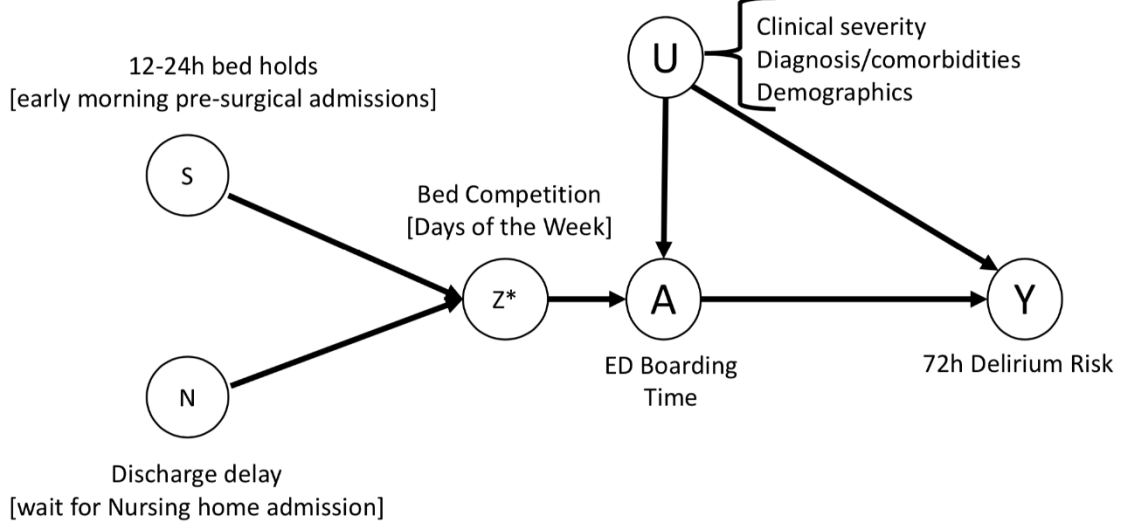 12-24h bed holds
[early morning pre-surgical admissions]
S
U
Clinical severity
Diagnosis/comorbidities
Demographics
Bed Competition
[Days of the Week]
Z*
A
Y
ED Boarding
Time
72h Delirium Risk
N
Discharge delay
[wait for Nursing home admission]